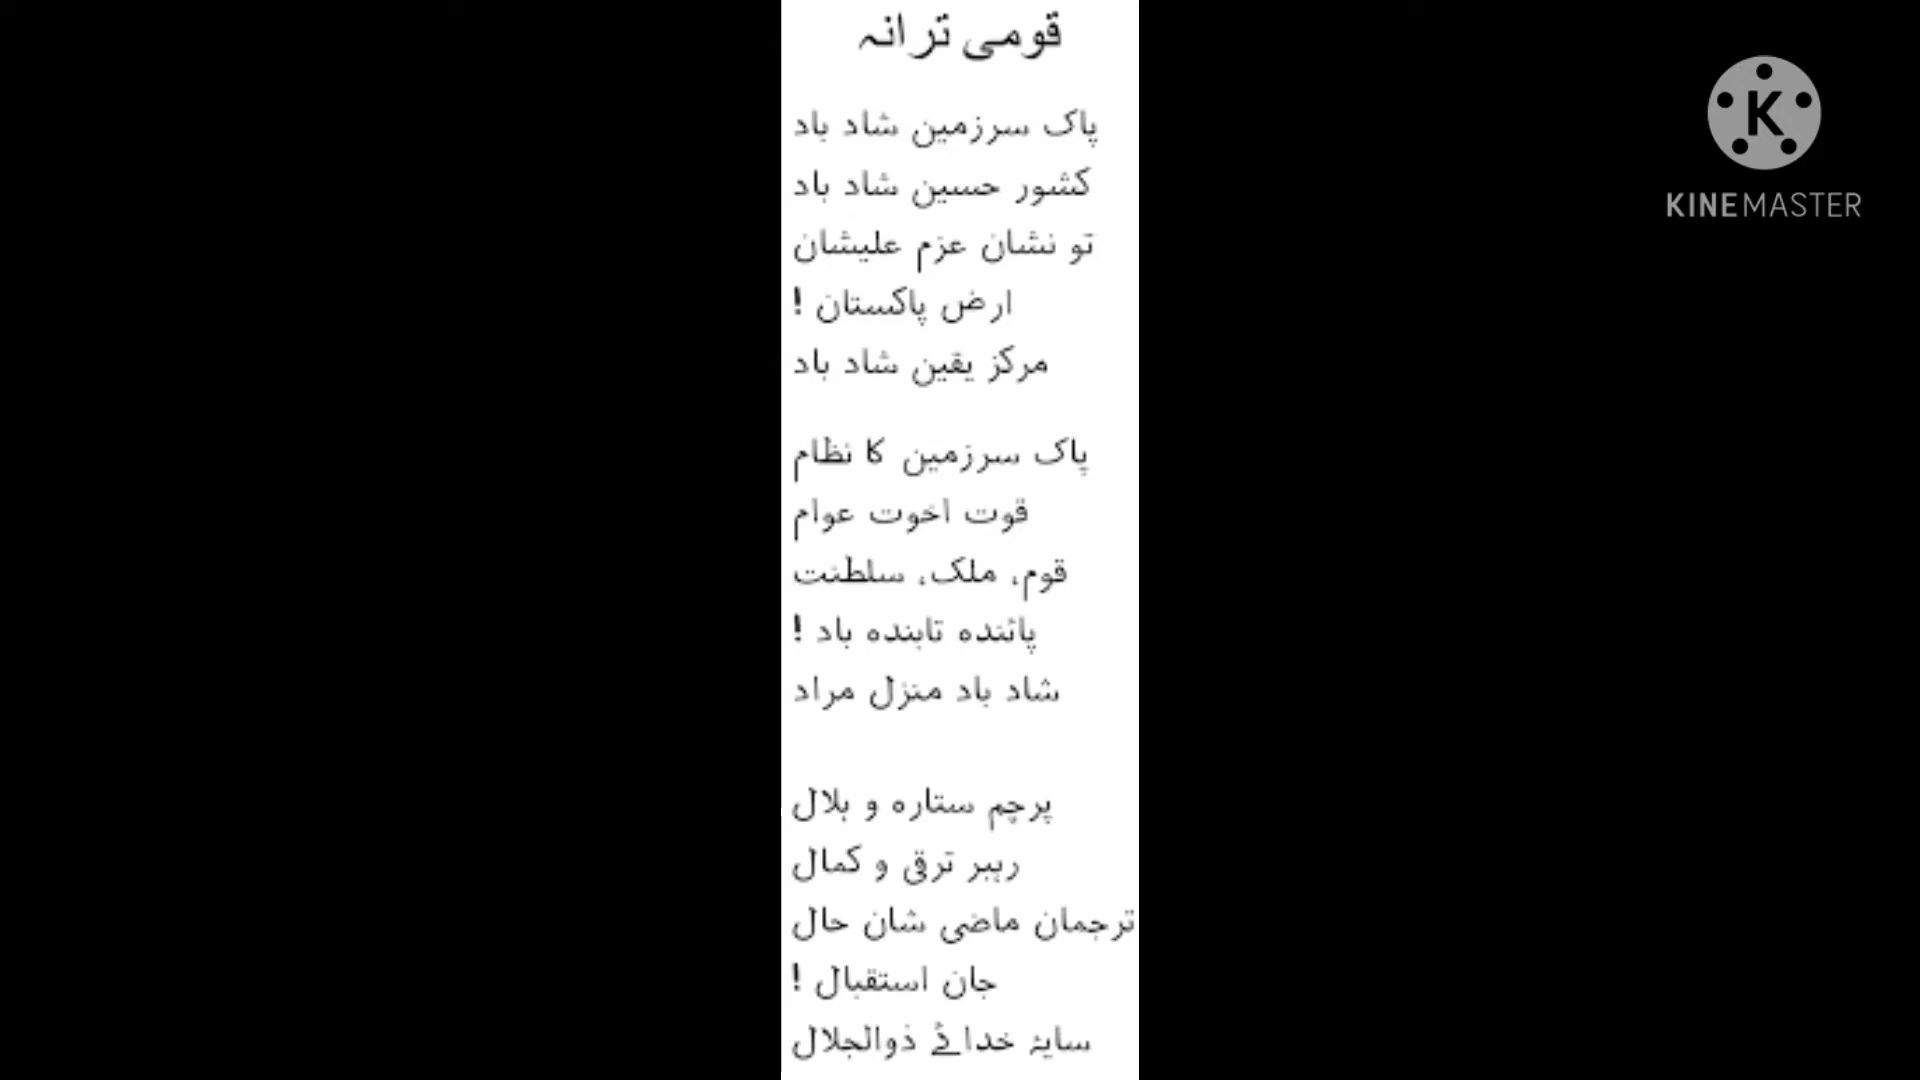 قومی ترانہ
پاک سرزمین شاد باد
کشور حسین شاد باد
تو نشان عزم علیشان
ارض پاکستان !
مرکز یقین شاد باد
پاک سرزمین کا نظام
قوت اخوت عوام
قوم، ملک، سلطنت
پائندہ تابندہ باد !
شاد باد منزل مراد
پرچم ستارہ و ہلال
رہبر ترقی و کمال
ترجمان ماضی شان حال
جان استقبال !
سایۂ خدائے ذوالجلال
K
KINEMASTER